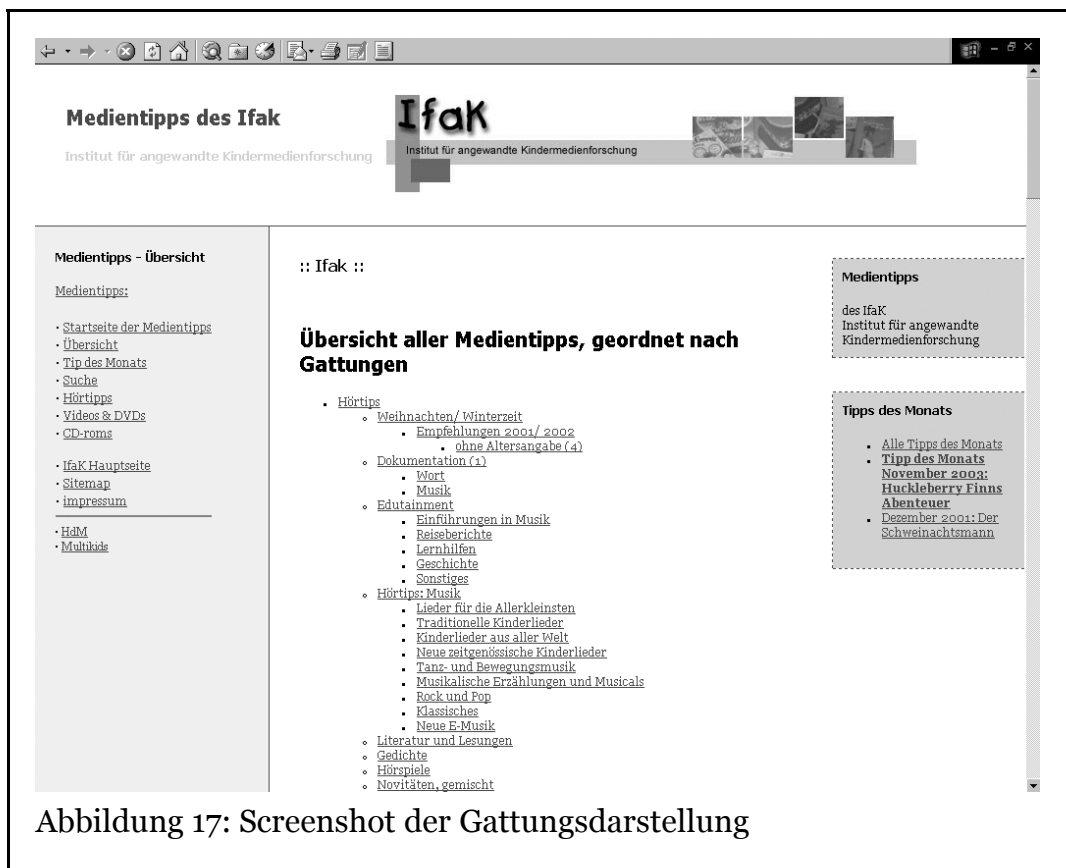 Medientipps des Ifak
Institut für angewandte Kindermedienforschung
IfaK
Institut für angewandte Kindermedienforschung
Medientipps - Übersicht
Medientipps:
· Startseite der Medientipps
· Übersicht
· Tip des Monats
· Suche
· Hörtipps
· Videos & DVDs
· CD-roms
· IfaK Hauptseite
· Sitemap
· impressum
· HdM
· Multikids
:: Ifak ::
Übersicht aller Medientipps, geordnet nach
Gattungen
Hörtips
Weihnachten/ Winterzeit
Empfehlungen 2001/ 2002
ohne Altersangabe (4)
Dokumentation (1)
Wort
Musik
Edutainment
Einführungen in Musik
Reiseberichte
Lernhilfen
Geschichte
Sonstiges
Hörtips: Musik
Lieder für die Allerkleinsten
Traditionelle Kinderlieder
Kinderlieder aus aller Welt
Neue zeitgenössische Kinderlieder
Tanz- und Bewegungsmusik
Musikalische Erzählungen und Musicals
Rock und Pop
Klassisches
Neue E-Musik
Literatur und Lesungen
Gedichte
Hörspiele
Novitäten, gemischt
Medientipps
des IfaK
Institut für angewandte
Kindermedienforschung
Tipps des Monats
Alle Tipps des Monats
Tipp des Monats
November 2003:
Huckleberry Finns
Abenteuer
Dezember 2001: Der
Schweinachtsmann
Abbildung 17: Screenshot der Gattungsdarstellung